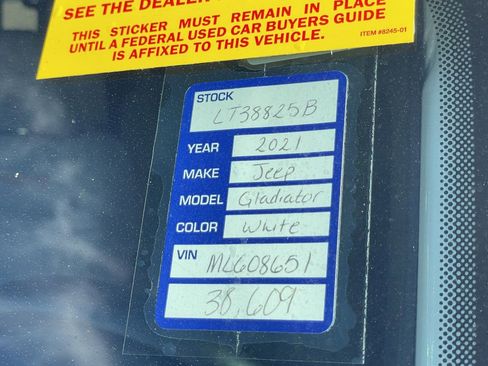 SEE THE DEALER
THIS STICKER MUST REMAIN IN PLACE
UNTIL A FEDERAL USED CAR BUYERS GUIDE
IS AFFIXED TO THIS VEHICLE.
ITEM #8245-01
STOCK
LT38825B
YEAR 2021
MAKE Jeep
MODEL Gladiator
COLOR White
VIN ML608651
38,609